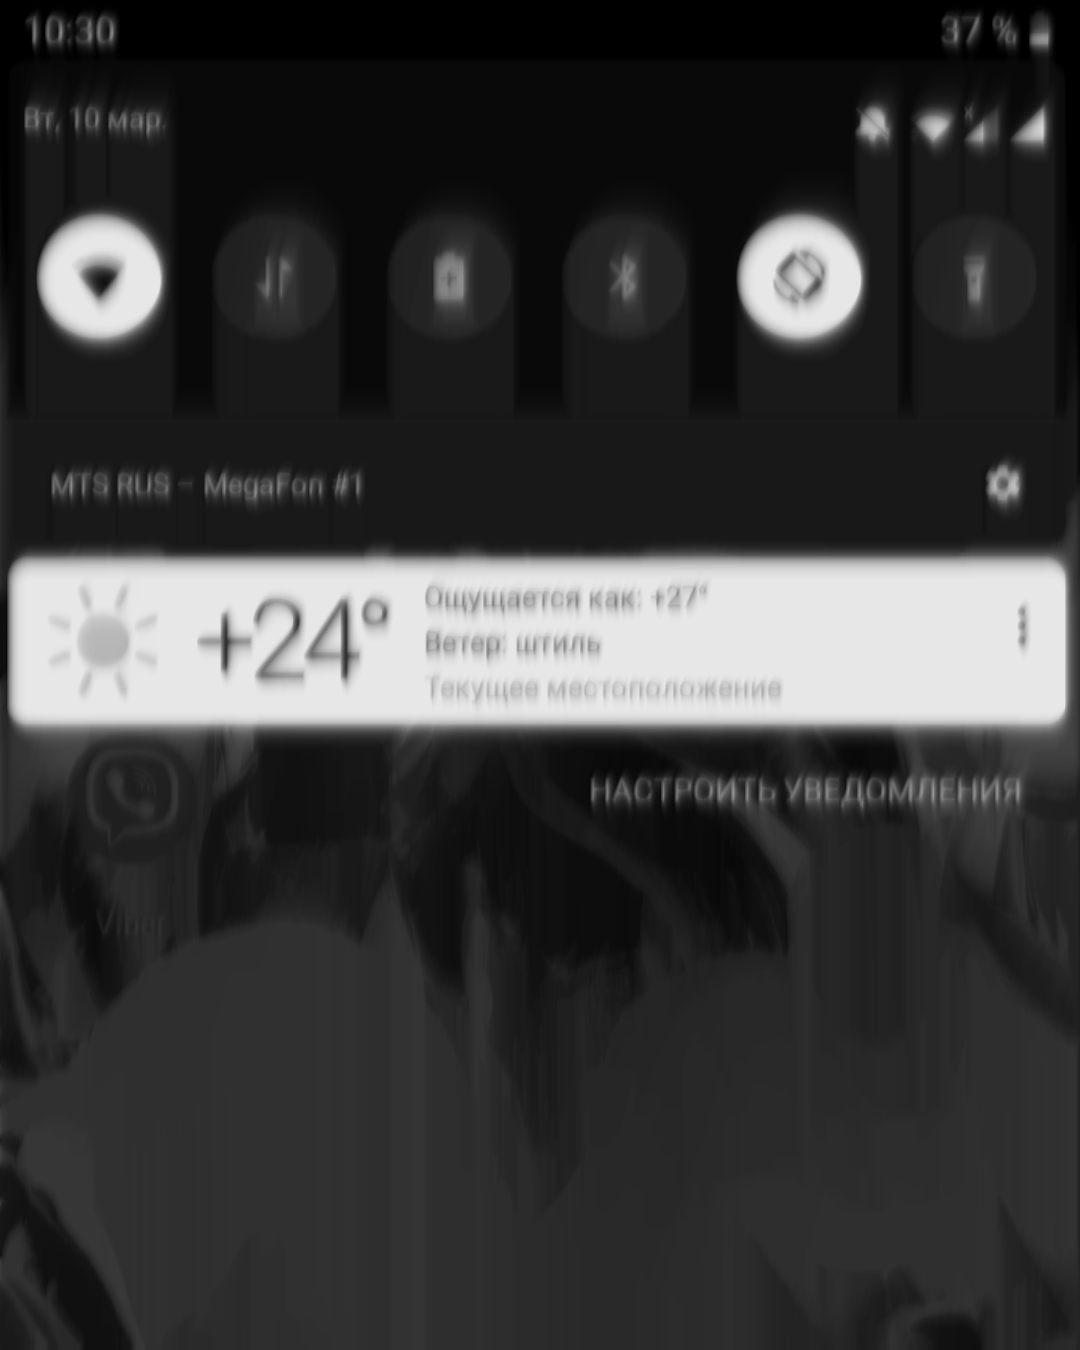 10:30
37 %
Вт, 10 мар.
MTS RUS – MegaFon #1
+24°
Ощущается как: +27°
Ветер: штиль
Текущее местоположение
НАСТРОИТЬ УВЕДОМЛЕНИЯ
Viber